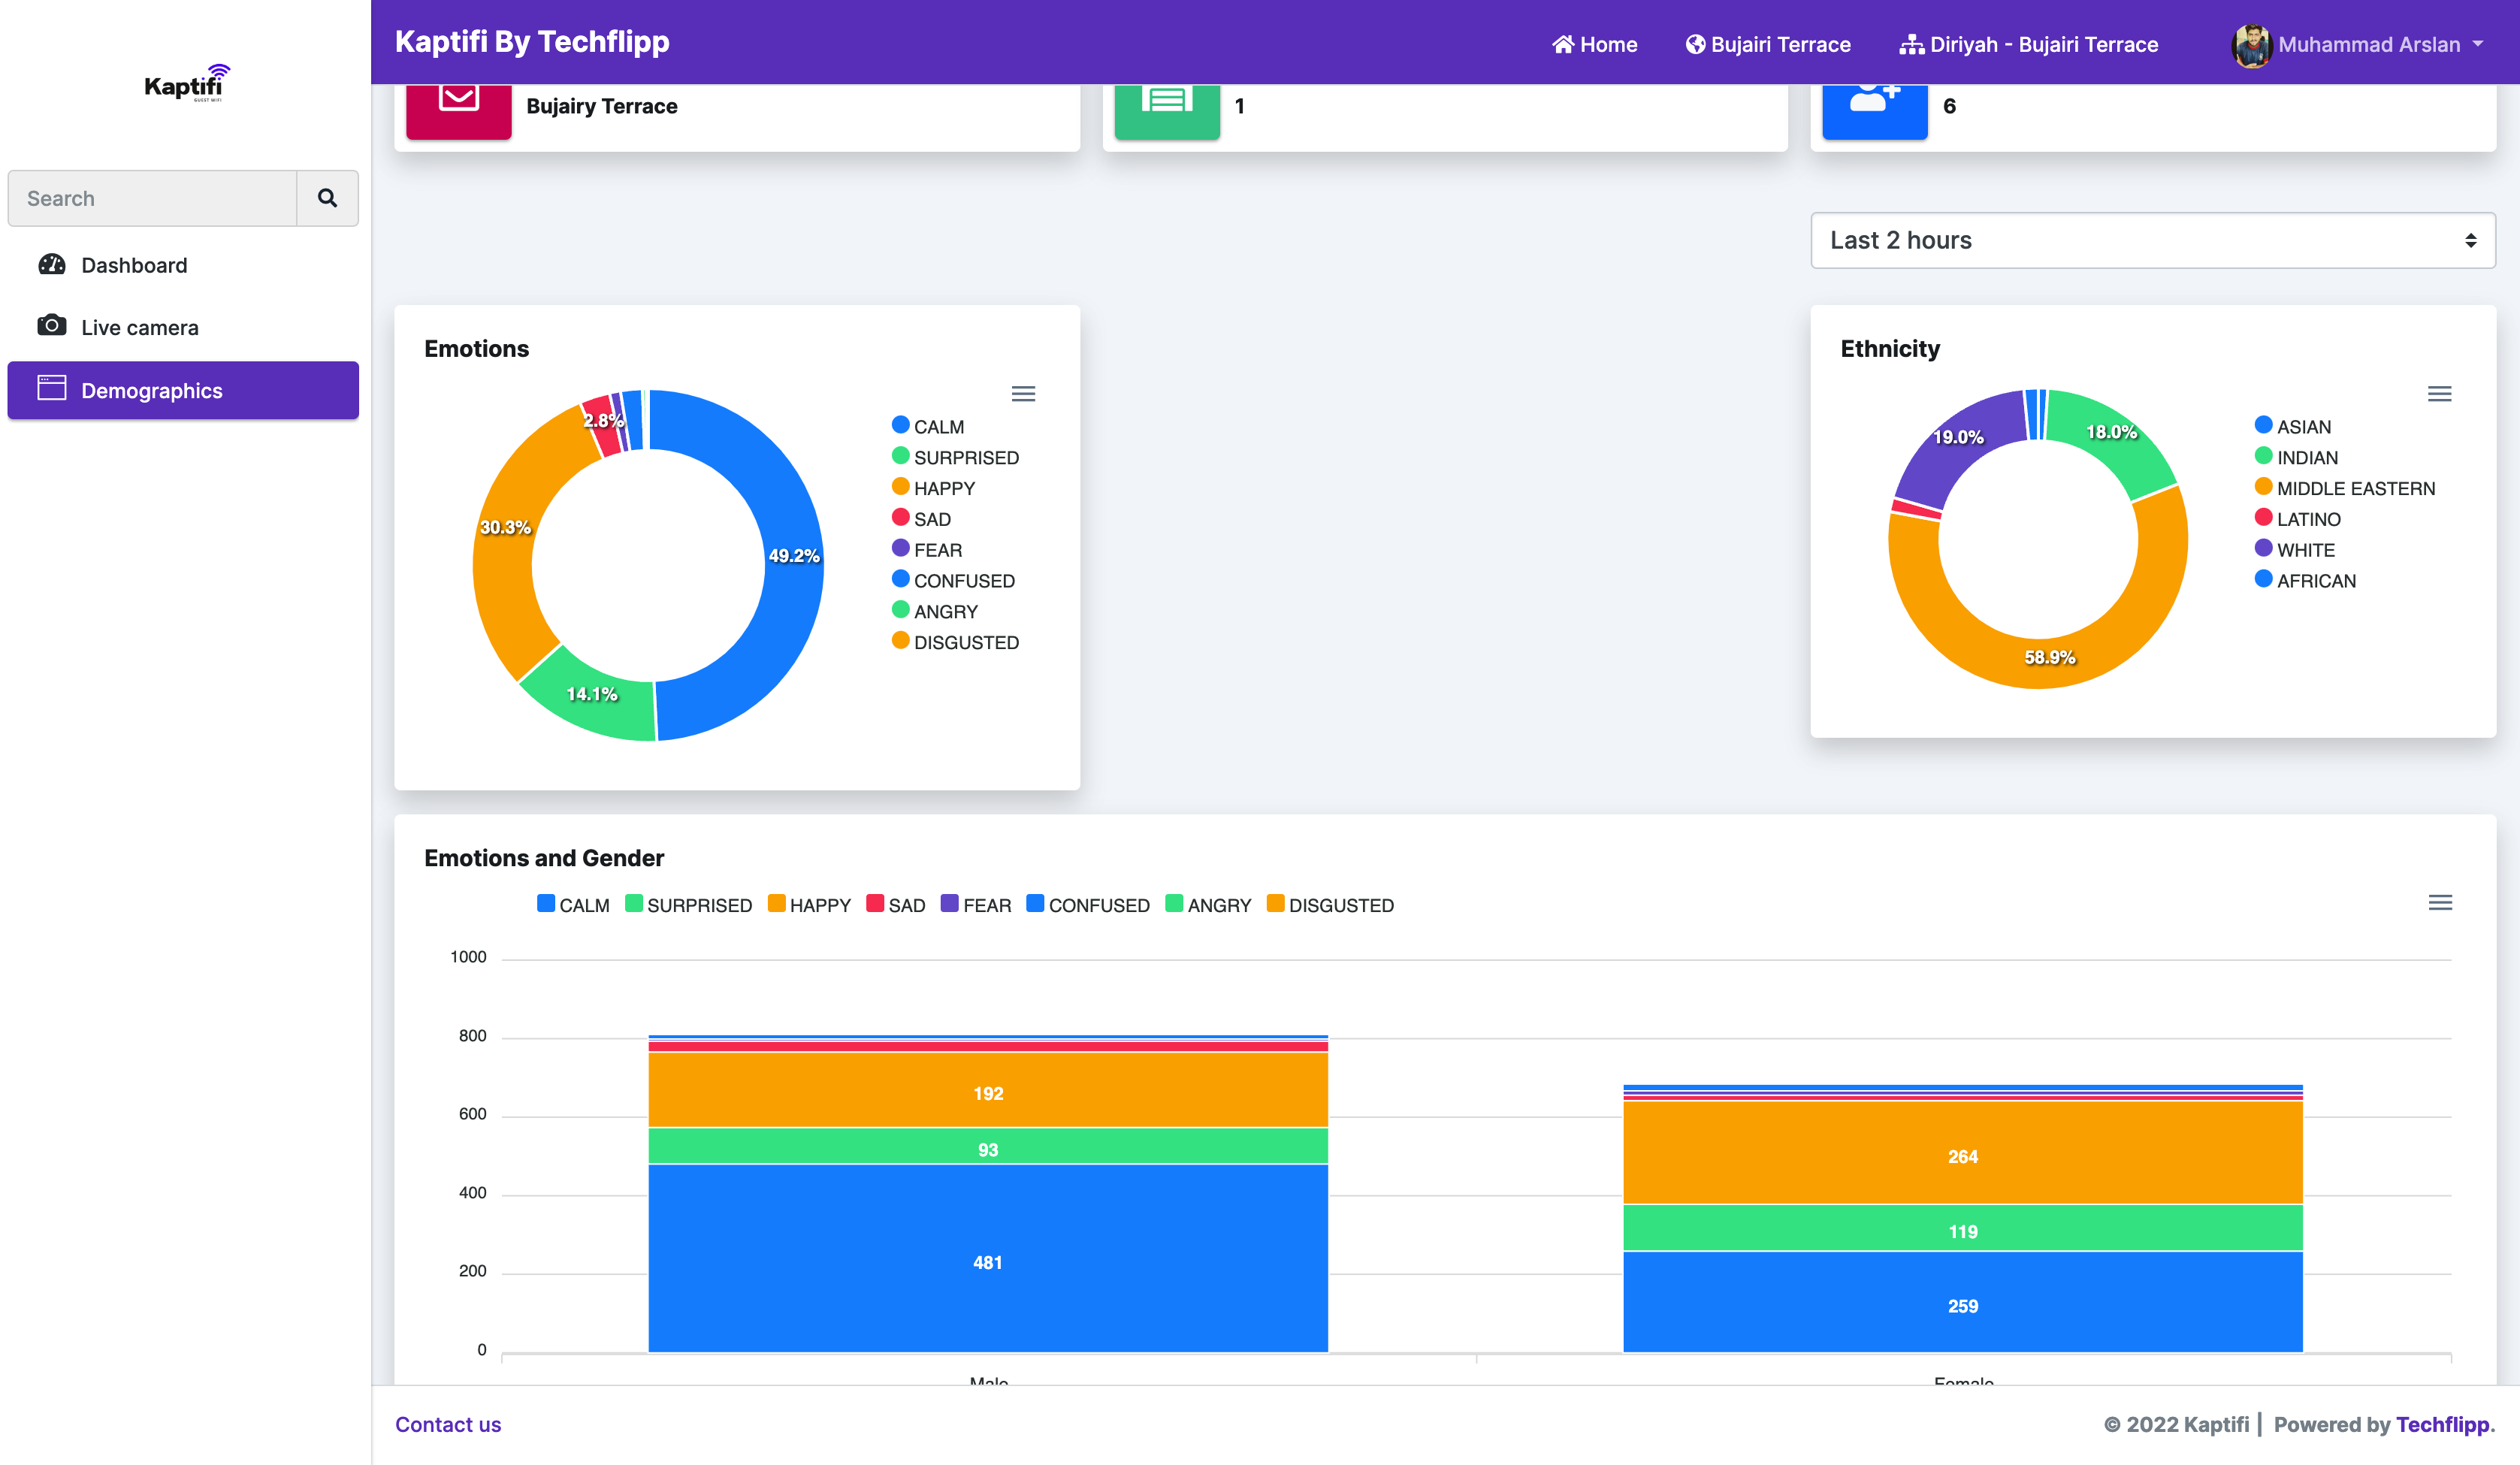 Kaptifi By Techflipp
Home
Bujairi Terrace
Diriyah - Bujairi Terrace
Muhammad Arslan
Kaptifi
GUEST WIFI
Search
Dashboard
Live camera
Demographics
Bujairy Terrace
1
6
Last 2 hours
Emotions
2.8%
30.3%
49.2%
14.1%
CALM
SURPRISED
HAPPY
SAD
FEAR
CONFUSED
ANGRY
DISGUSTED
Ethnicity
19.0%
18.0%
58.9%
ASIAN
INDIAN
MIDDLE EASTERN
LATINO
WHITE
AFRICAN
Emotions and Gender
CALM SURPRISED HAPPY SAD FEAR CONFUSED ANGRY DISGUSTED
1000
800
600
400
200
0
192
93
481
264
119
259
Male
Female
Contact us
© 2022 Kaptifi | Powered by Techflipp.